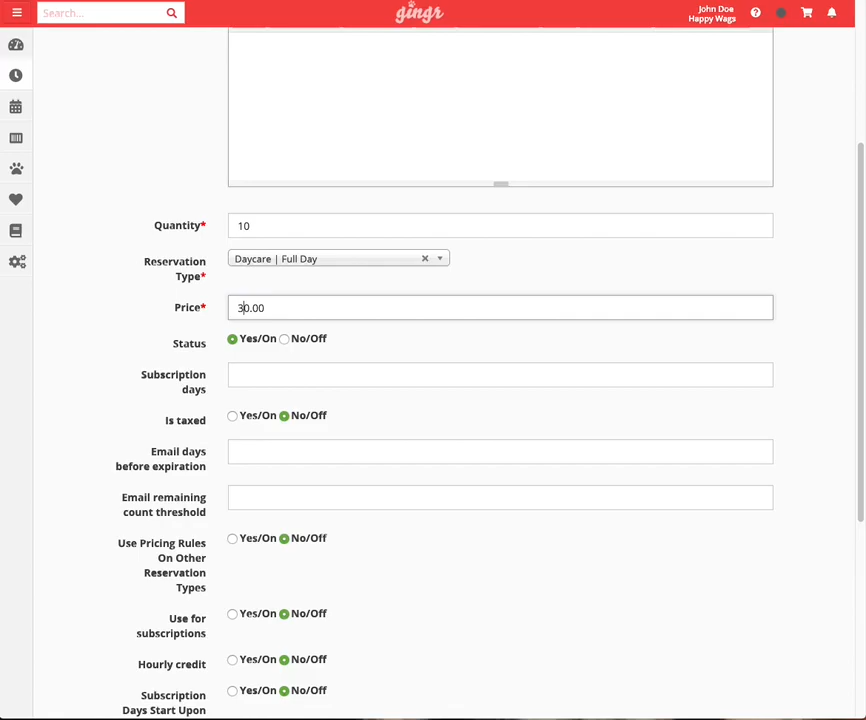 Search...
gingr
John Doe
Happy Wags
Quantity*
10
Reservation
Type*
Daycare | Full Day
Price*
30.00
Status
Yes/On No/Off
Subscription
days
Is taxed
Yes/On No/Off
Email days
before expiration
Email remaining
count threshold
Use Pricing Rules
On Other
Reservation
Types
Yes/On No/Off
Use for
subscriptions
Yes/On No/Off
Hourly credit
Yes/On No/Off
Subscription
Days Start Upon
Yes/On No/Off